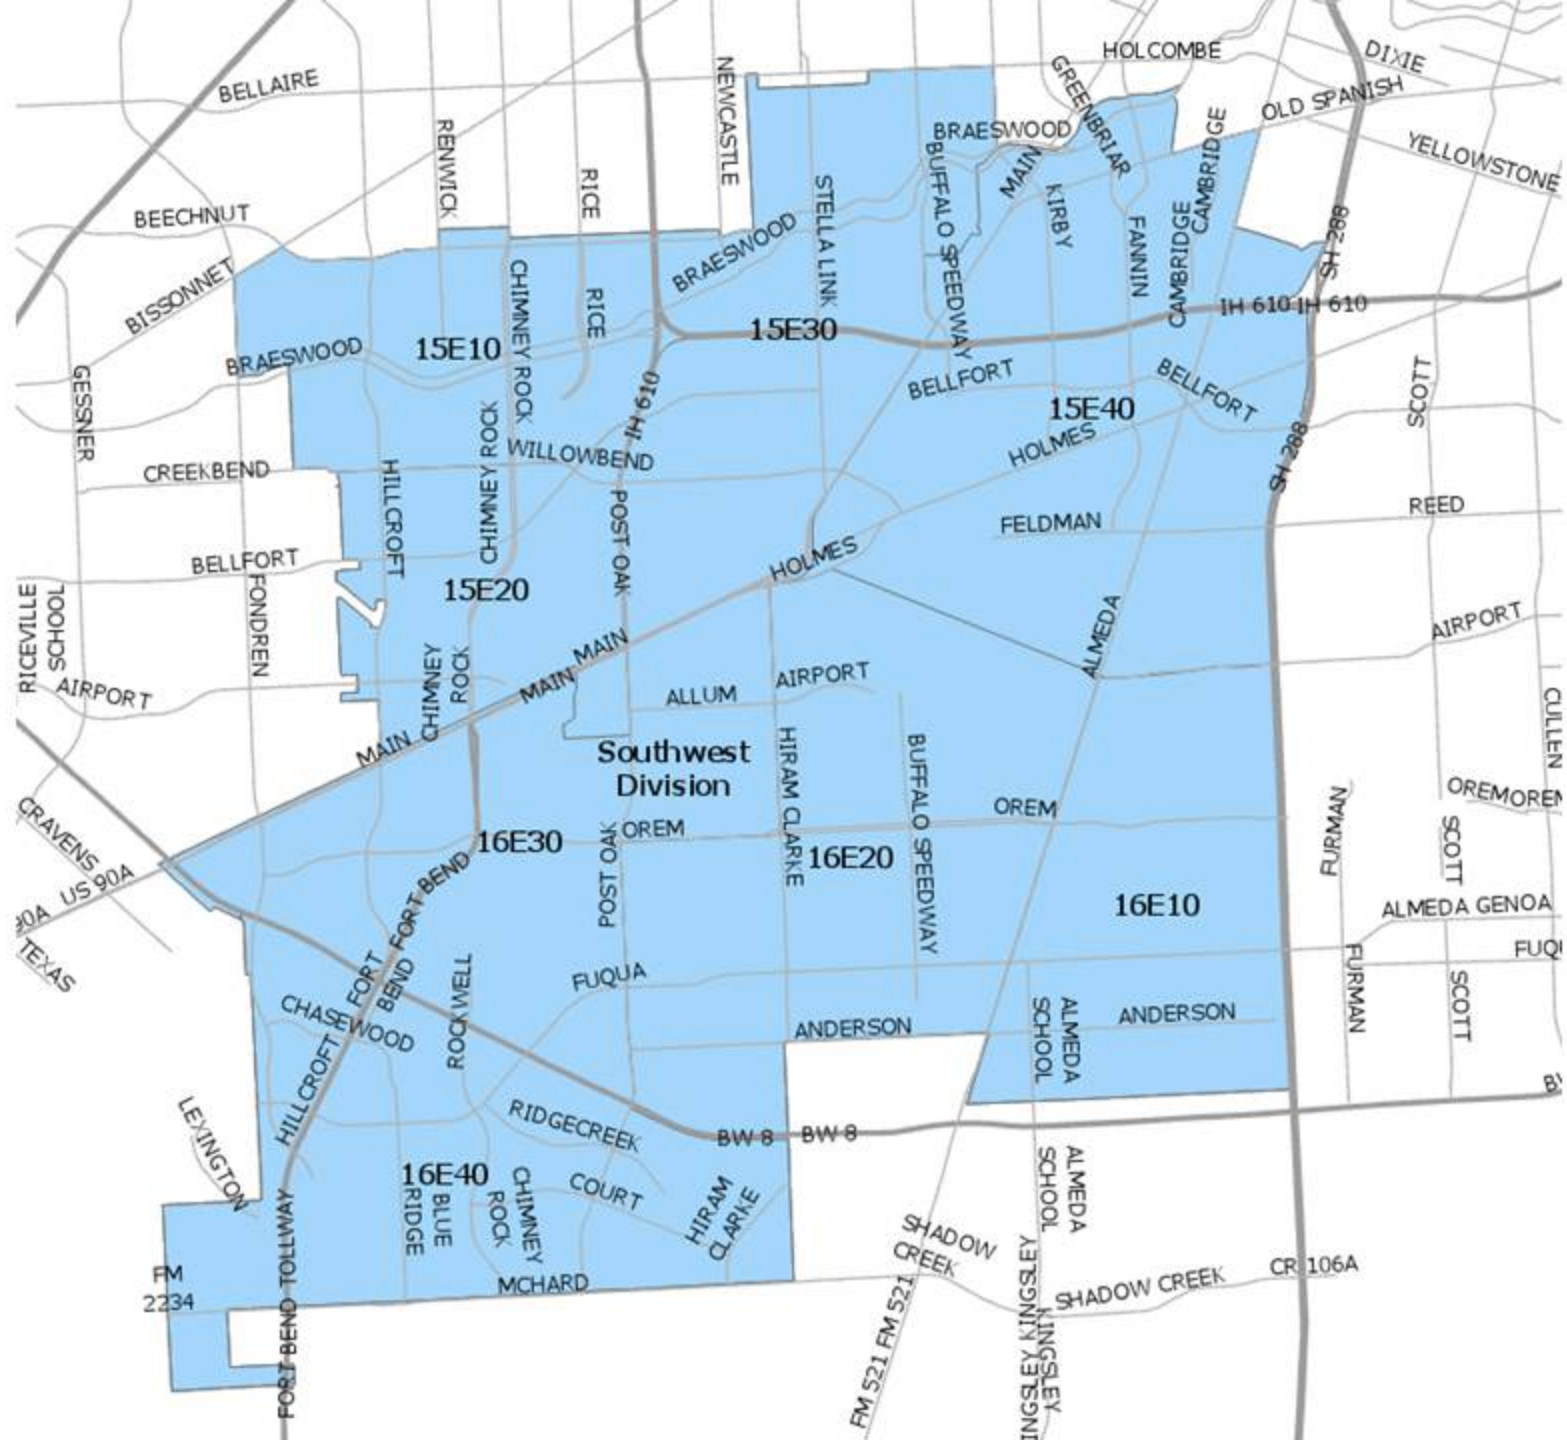 HOLCOMBE
DIXIE
BELLAIRE
GREENBRIAR
OLD SPANISH
NEWCASTLE
RENWICK
BRAESWOOD
CAMBRIDGE
YELLOWSTONE
RICE
BUFFALO SPEEDWAY
MAIN
STELLA LINK
KIRBY
BEECHNUT
CAMBRIDGE
FANNIN
SH 288
BRAESWOOD
BISSONNET
CHIMNEY ROCK
RICE
IH 610
IH 610
15E30
15E10
BRAESWOOD
GESSNER
BELLFORT
BELLFORT
SCOTT
IH 610
15E40
CHIMNEY ROCK
WILLOWBEND
HOLMES
SH 288
CREEKBEND
HILLCROFT
POST OAK
REED
FELDMAN
BELLFORT
HOLMES
FONDREN
15E20
RICEVILLE
SCHOOL
ALMEDA
AIRPORT
MAIN
CHIMNEY
ROCK
MAIN
AIRPORT
AIRPORT
ALLUM
CULLEN
MAIN
Southwest
Division
HIRAM CLARKE
BUFFALO SPEEDWAY
CRAVENS
FURMAN
OREM
OREM
OREM
OREM
16E30
POST OAK
16E20
SCOTT
US 90A
90A
FORT BEND
16E10
ALMEDA GENOA
TEXAS
FORT
BEND
ROCKWELL
FUQUA
FURMAN
SCOTT
CHASEWOOD
ANDERSON
SCHOOL
ALMEDA
ANDERSON
HILLCROFT
LEXINGTON
RIDGECREEK
BW 8
BW 8
16E40
COURT
RIDGE
BLUE
ROCK
CHIMNEY
HIRAM
CLARKE
SCHOOL
ALMEDA
SHADOW
CREEK
FM
2234
FORT BEND TOLLWAY
MCHARD
CR 106A
SHADOW CREEK
FM 521
FM 521
KINGSLEY
KINGSLEY